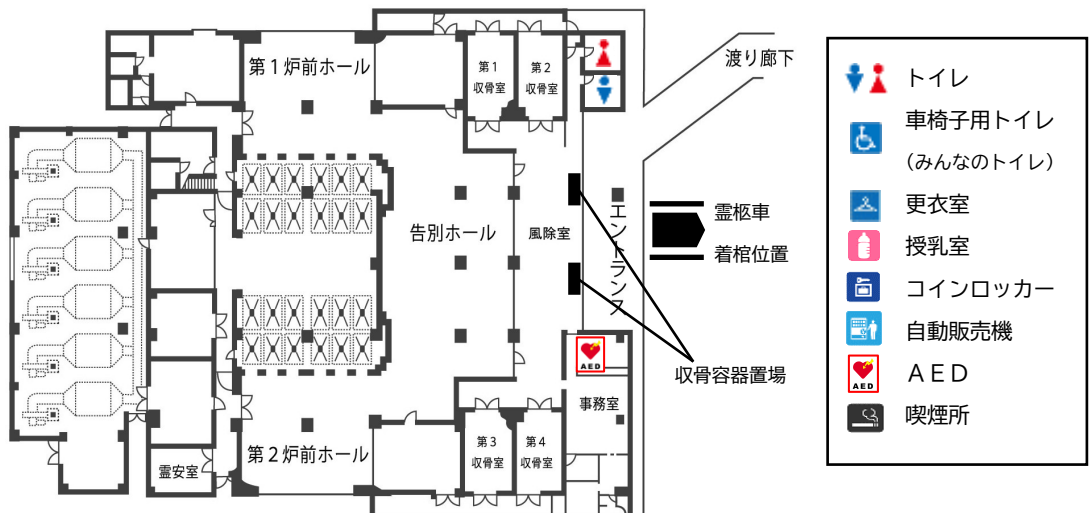 第1炉前ホール
第1
収骨室
第2
収骨室
渡り廊下
告別ホール
風除室
エントランス
霊柩車
着棺位置
収骨容器置場
AED
事務室
第2炉前ホール
第3
収骨室
第4
収骨室
霊安室
トイレ
車椅子用トイレ
（みんなのトイレ）
更衣室
授乳室
コインロッカー
自動販売機
AED
ＡＥＤ
喫煙所